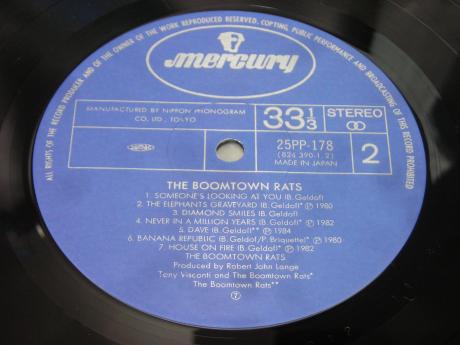 ALL RIGHTS OF THE RECORD PRODUCER AND OF THE OWNER OF THE WORK REPRODUCED RESERVED. COPYING, PUBLIC PERFORMANCE AND BROADCASTING OF THIS RECORD PROHIBITED
mercury
MANUFACTURED BY NIPPON PHONOGRAM
CO., LTD., TOKYO
33 1/3
STEREO
25PP-178
(824 390-1.2)
MADE IN JAPAN
2
THE BOOMTOWN RATS
1. SOMEONE'S LOOKING AT YOU (B. Geldof)
2. THE ELEPHANTS GRAVEYARD (B. Geldof)* Ⓟ 1980
3. DIAMOND SMILES (B. Geldof)
4. NEVER IN A MILLION YEARS (B. Geldof)* Ⓟ 1982
5. DAVE (B. Geldof)** Ⓟ 1984
6. BANANA REPUBLIC (B. Geldof/P. Briquette)* Ⓟ 1980
7. HOUSE ON FIRE (B. Geldof)* Ⓟ 1982
THE BOOMTOWN RATS
Produced by Robert John Lange
Tony Visconti and The Boomtown Rats*
The Boomtown Rats**